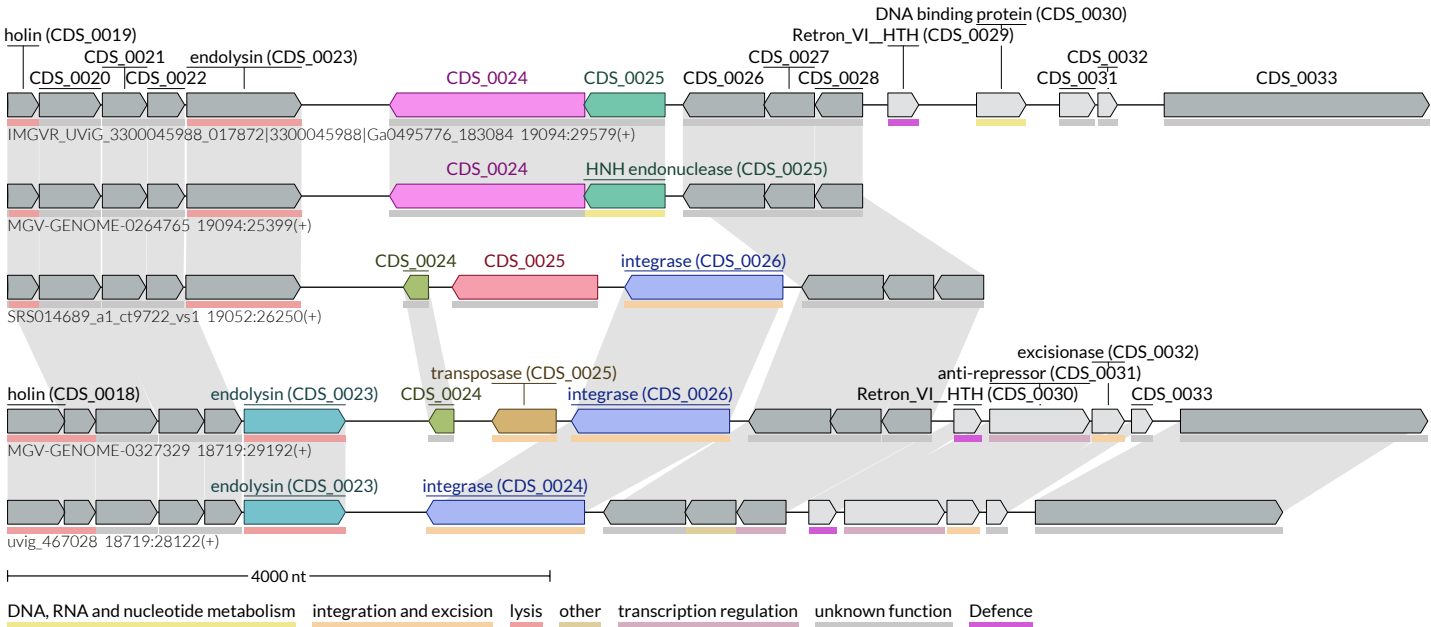 DNA binding protein (CDS_0030)
holin (CDS_0019) Retron_VI__HTH (CDS_0029)
CDS_0021 endolysin (CDS_0023) CDS_0027 CDS_0032
CDS_0020 CDS_0022 CDS_0024 CDS_0025 CDS_0026 CDS_0028 CDS_0031 CDS_0033
IMGVR_UViG_3300045988_017872|3300045988|Ga0495776_183084 19094:29579(+)
CDS_0024 HNH endonuclease (CDS_0025)
MGV-GENOME-0264765 19094:25399(+)
CDS_0024 CDS_0025 integrase (CDS_0026)
SRS014689_a1_ct9722_vs1 19052:26250(+)
excisionase (CDS_0032)
transposase (CDS_0025) anti-repressor (CDS_0031)
holin (CDS_0018) endolysin (CDS_0023) CDS_0024 integrase (CDS_0026) Retron_VI__HTH (CDS_0030) CDS_0033
MGV-GENOME-0327329 18719:29192(+)
endolysin (CDS_0023) integrase (CDS_0024)
uvig_467028 18719:28122(+)
4000 nt
DNA, RNA and nucleotide metabolism integration and excision lysis other transcription regulation unknown function Defence